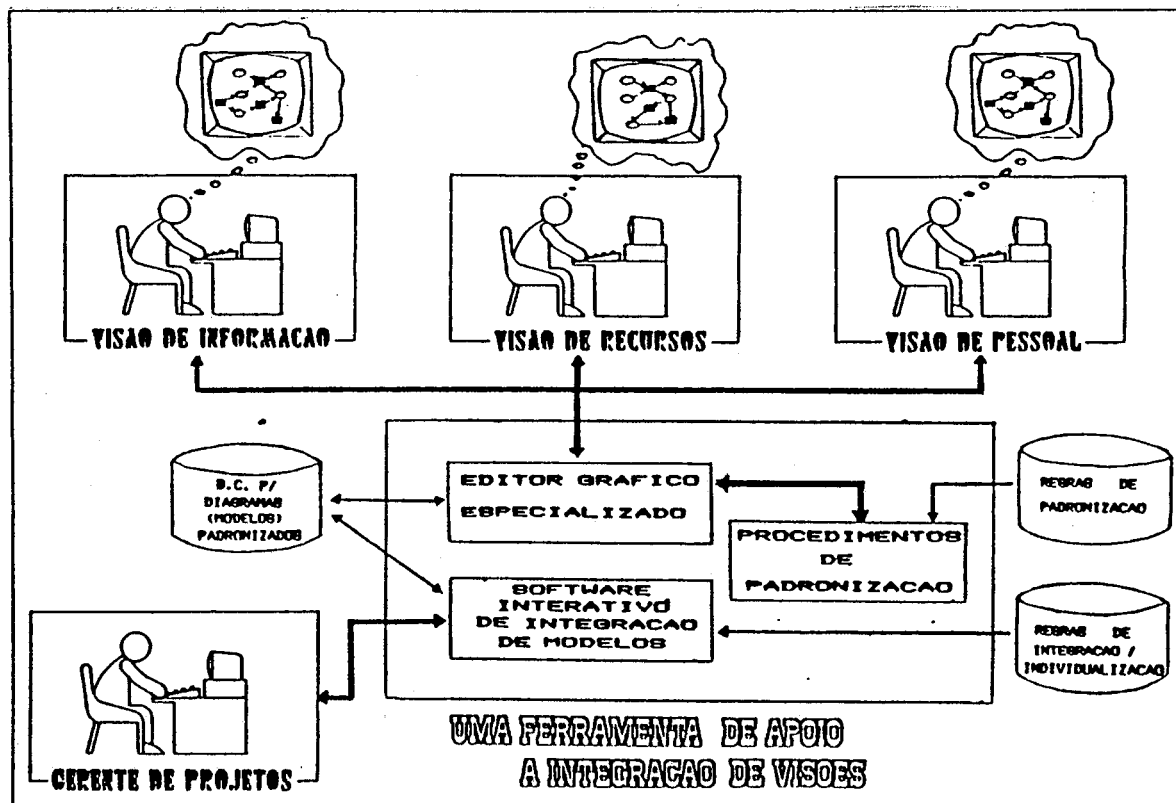 VISAO DE INFORMACAO
VISAO DE RECURSOS
VISAO DE PESSOAL
B.C. P/
DIAGRAMAS
(MODELOS)
PADRONIZADOS
EDITOR GRAFICO
ESPECIALIZADO
PROCEDIMENTOS
DE
PADRONIZACAO
REGRAS DE
PADRONIZACAO
SOFTWARE
INTERATIVO
DE INTEGRACAO
DE MODELOS
REGRAS DE
INTEGRACAO /
INDIVIDUALIZACAO
GERENTE DE PROJETOS
UMA FERRAMENTA DE APOIO
A INTEGRACAO DE VISOES